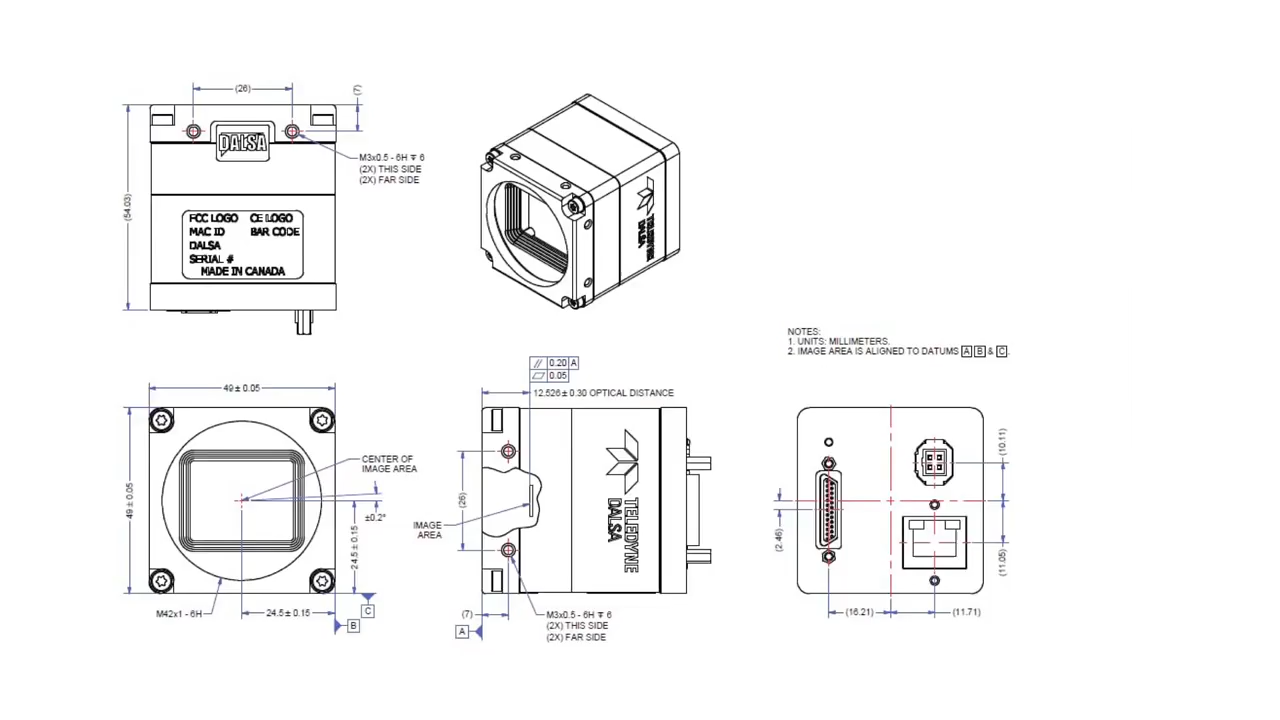 (26)
(7)
DALSA
M3x0.5 - 6H ↧ 6
(2X) THIS SIDE
(2X) FAR SIDE
(54.03)
FCC LOGO CE LOGO
MAC ID BAR CODE
DALSA
SERIAL #
MADE IN CANADA
TELEDYNE
DALSA
NOTES:
1. UNITS: MILLIMETERS.
2. IMAGE AREA IS ALIGNED TO DATUMS A B & C.
49 ± 0.05
49 ± 0.05
CENTER OF
IMAGE AREA
±0.2°
24.5 ± 0.15
24.5 ± 0.15
M42x1 - 6H
C
B
// 0.20 A
⏥ 0.05
12.526 ± 0.30 OPTICAL DISTANCE
(26)
IMAGE
AREA
TELEDYNE
DALSA
(7)
A
M3x0.5 - 6H ↧ 6
(2X) THIS SIDE
(2X) FAR SIDE
(10.11)
(2.46)
(11.05)
(16.21)
(11.71)